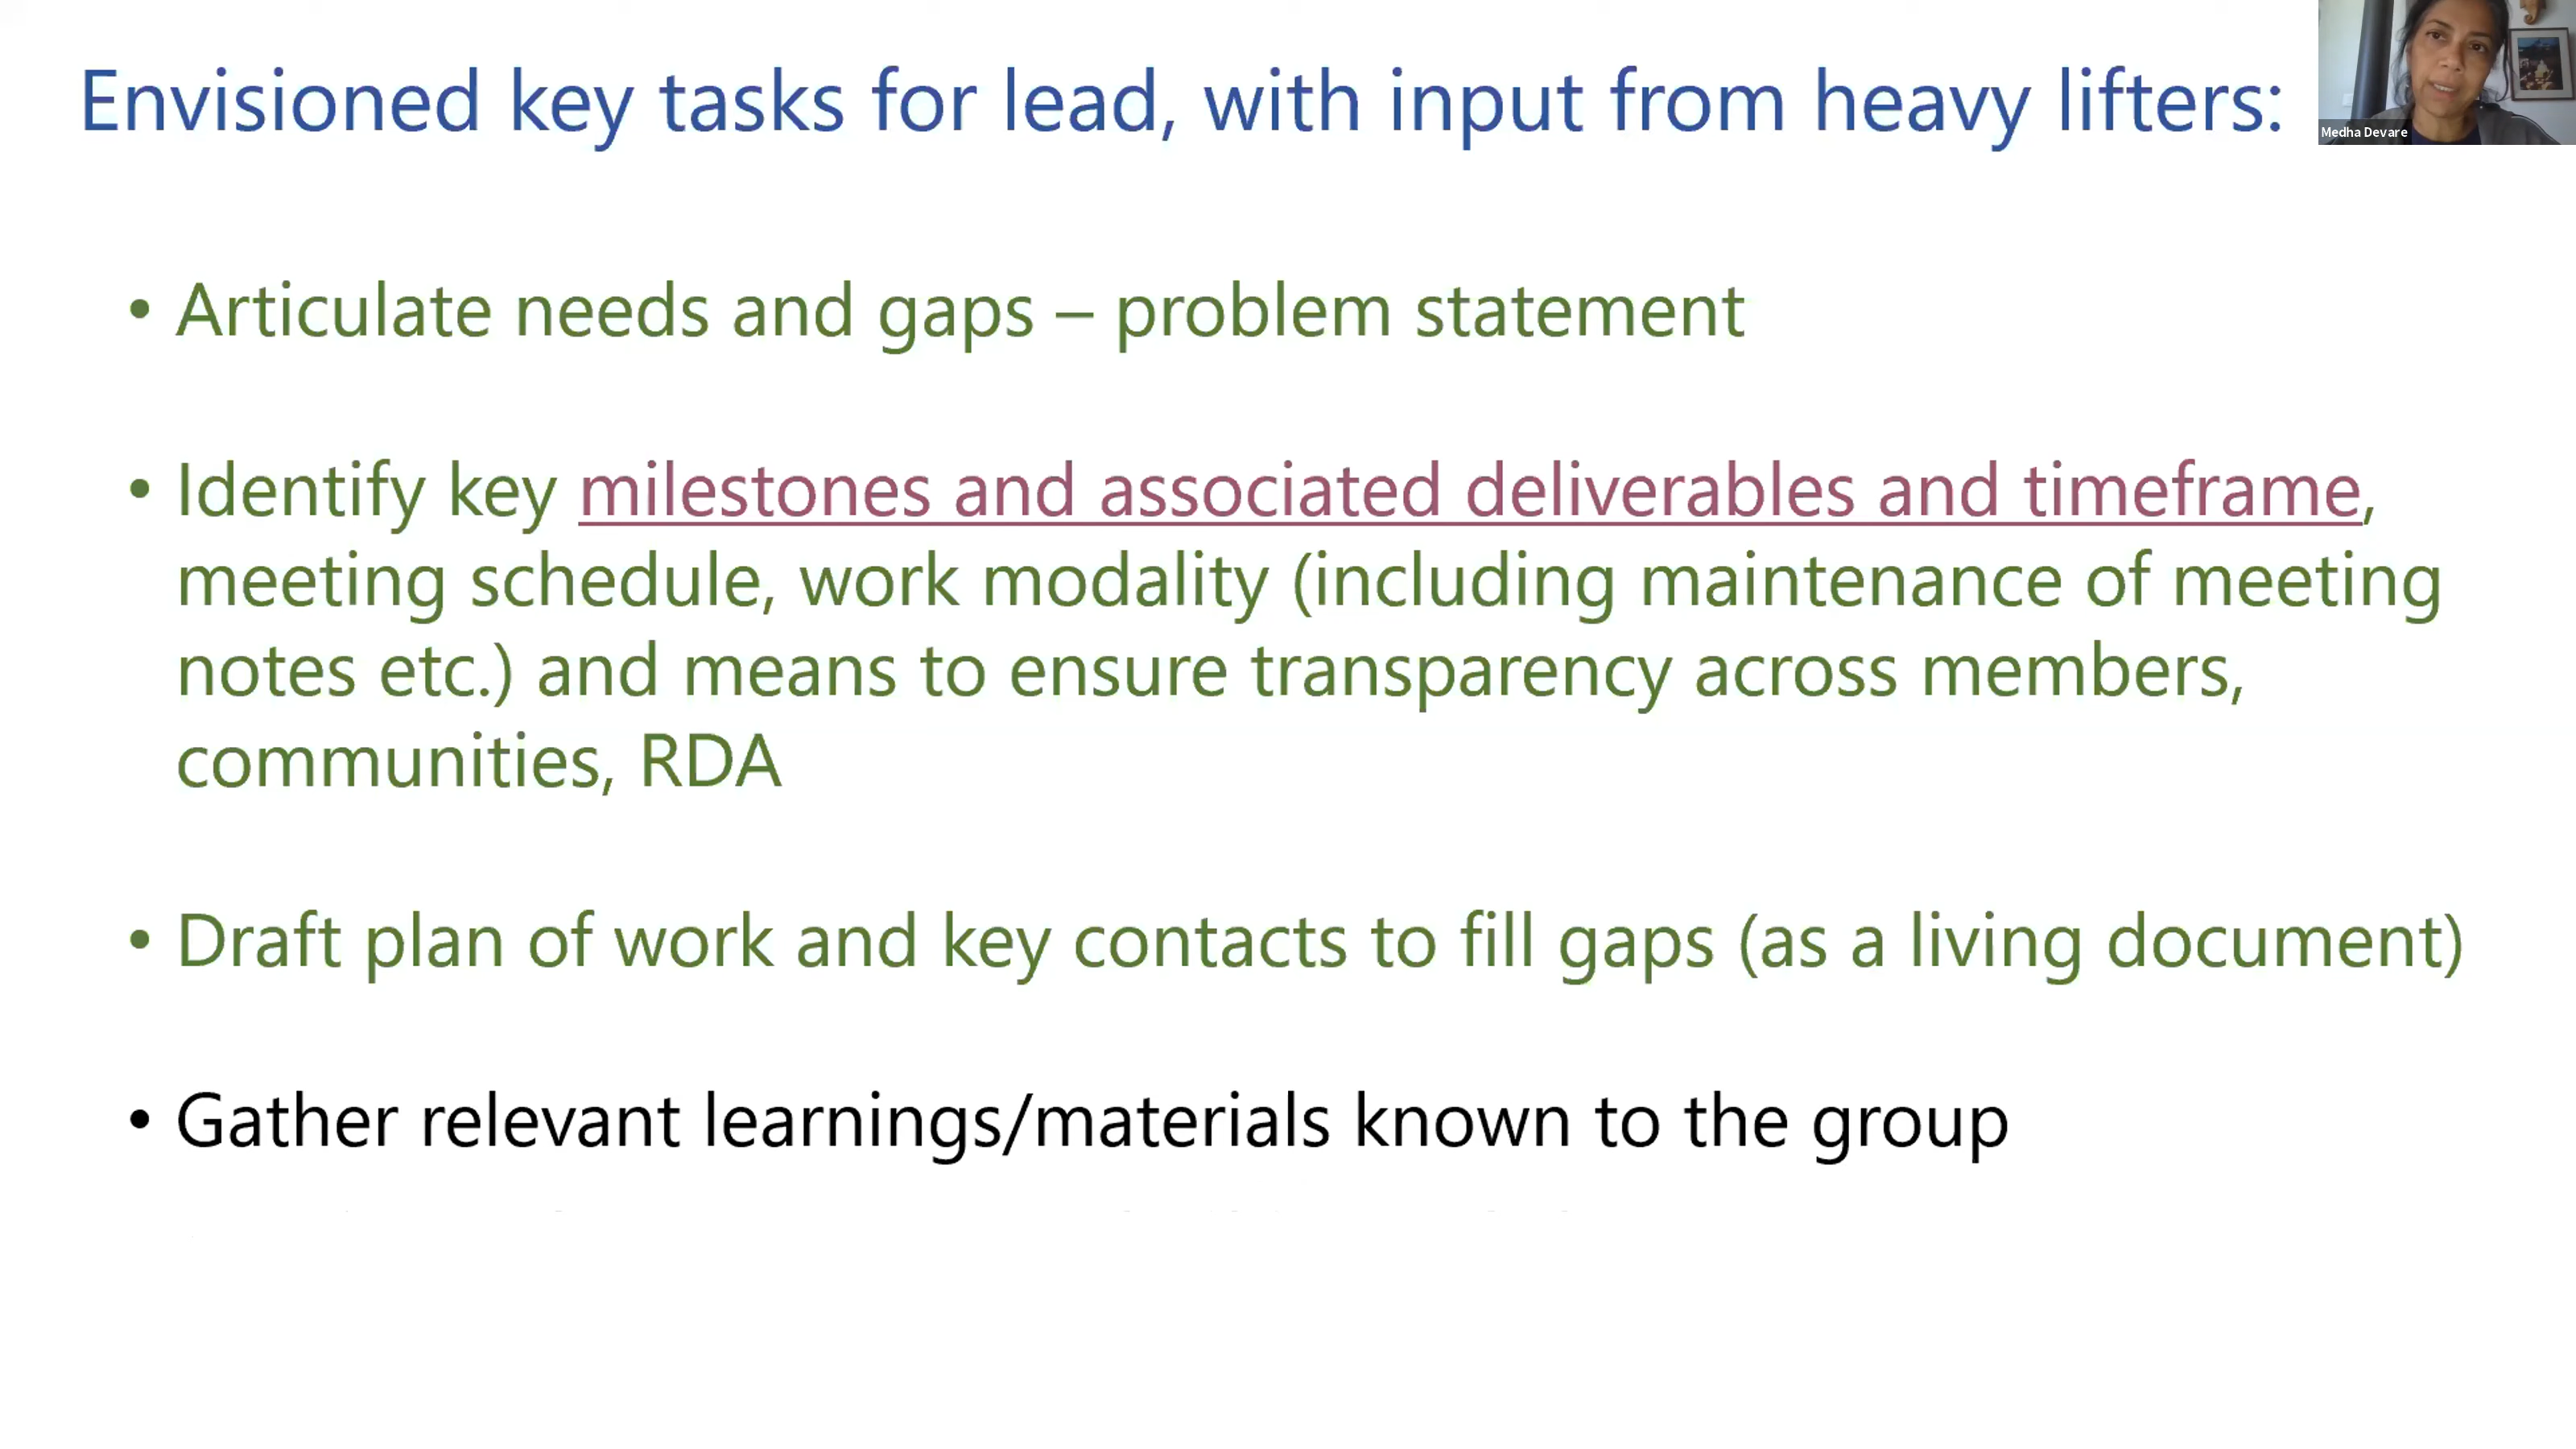 Envisioned key tasks for lead, with input from heavy lifters:
Medha Devare
• Articulate needs and gaps – problem statement
• Identify key milestones and associated deliverables and timeframe,
meeting schedule, work modality (including maintenance of meeting
notes etc.) and means to ensure transparency across members,
communities, RDA
• Draft plan of work and key contacts to fill gaps (as a living document)
• Gather relevant learnings/materials known to the group